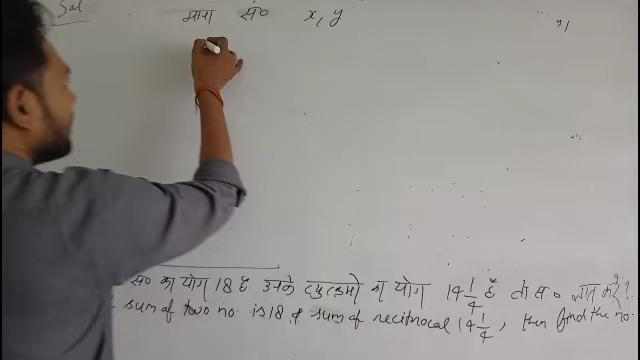 Sol
माना स० x, y
स० का योग 18 है उनके व्युत्क्रमो का योग 14 1/4 है तो स० ज्ञात करें ?
sum of two no. is 18 & sum of reciprocal 14 1/4, then find the no.